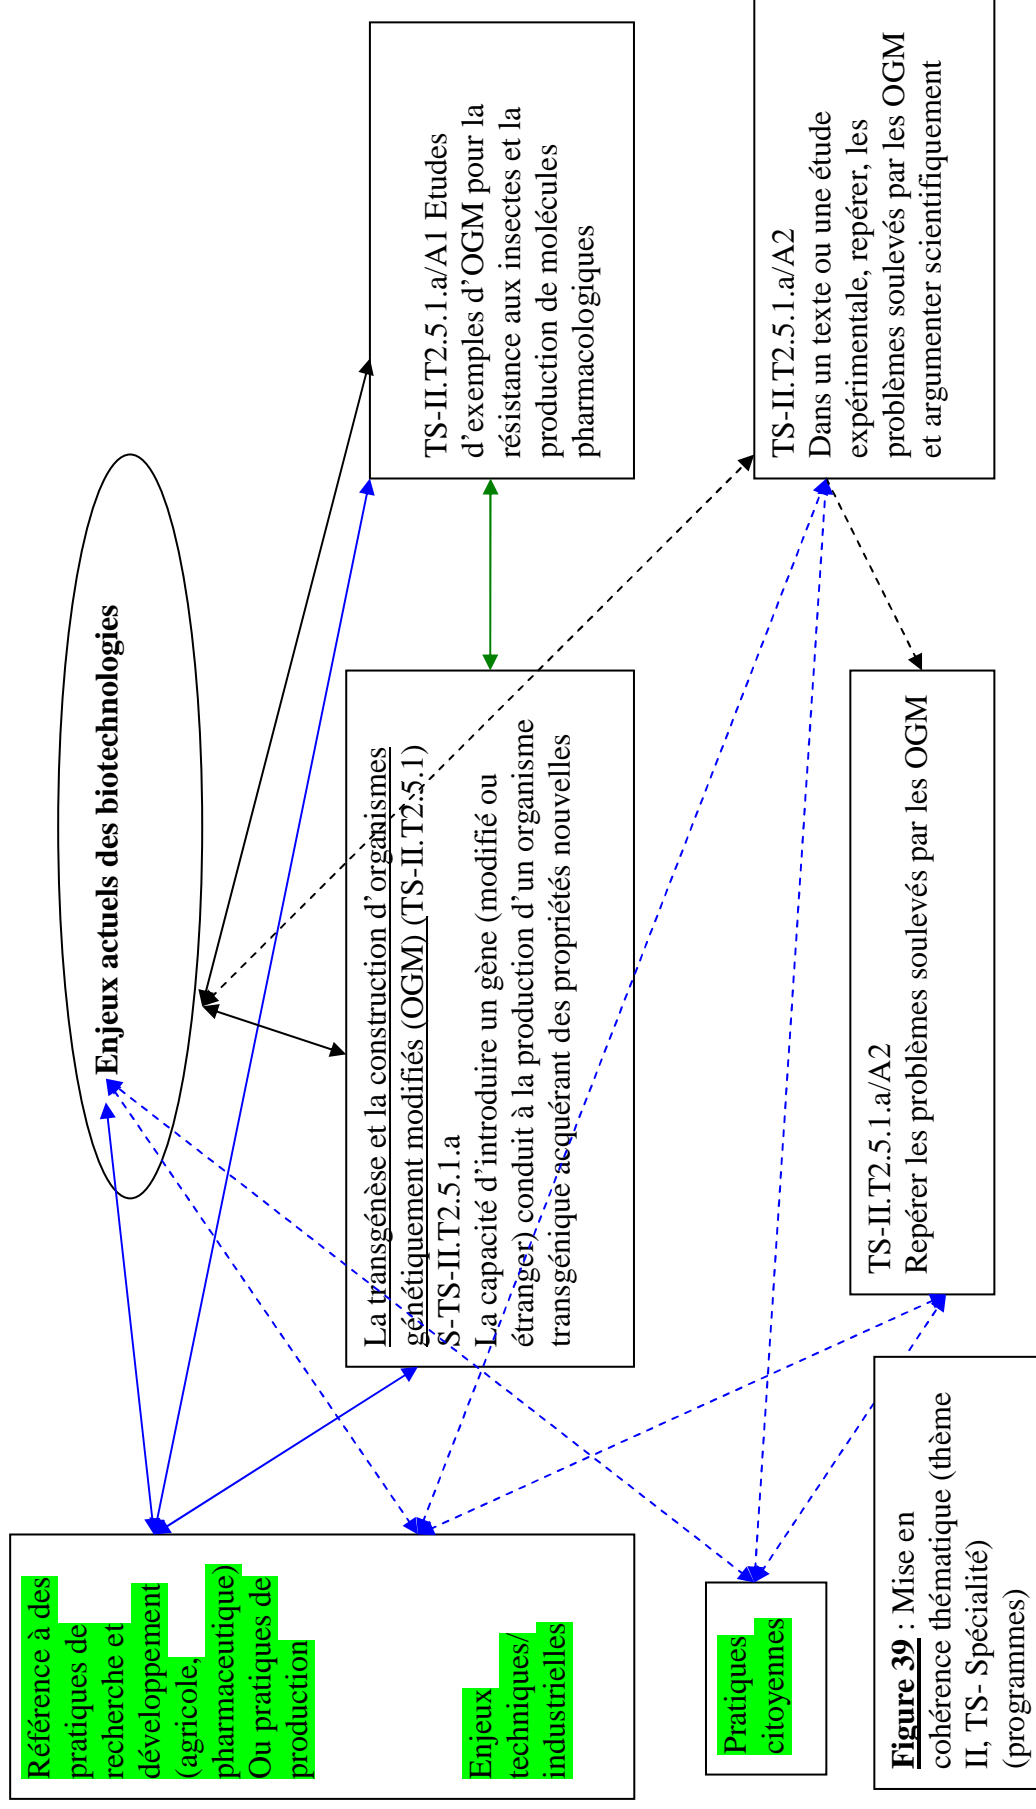 Enjeux actuels des biotechnologies
Référence à des
pratiques de
recherche et
développement
(agricole,
pharmaceutique)
Ou pratiques de
production
Enjeux
techniques/
industrielles
La transgénèse et la construction d'organismes
génétiquement modifiés (OGM) (TS-II.T2.5.1)
S-TS-II.T2.5.1.a
La capacité d'introduire un gène (modifié ou
étranger) conduit à la production d'un organisme
transgénique acquérant des propriétés nouvelles
TS-II.T2.5.1.a/A1 Etudes
d'exemples d'OGM pour la
résistance aux insectes et la
production de molécules
pharmacologiques
Pratiques
citoyennes
TS-II.T2.5.1.a/A2
Repérer les problèmes soulevés par les OGM
TS-II.T2.5.1.a/A2
Dans un texte ou une étude
expérimentale, repérer, les
problèmes soulevés par les OGM
et argumenter scientifiquement
Figure 39 : Mise en
cohérence thématique (thème
II, TS- Spécialité)
(programmes)